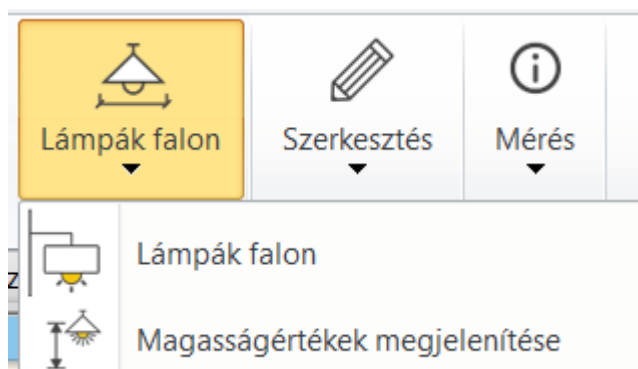 Lámpák falon
Szerkesztés
Mérés
Lámpák falon
Magasságértékek megjelenítése